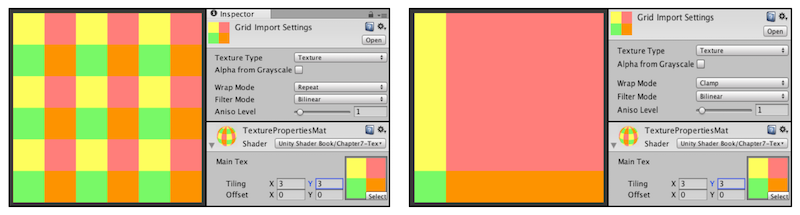 Inspector
Grid Import Settings
Open
Texture Type Texture
Alpha from Grayscale
Wrap Mode Repeat
Filter Mode Bilinear
Aniso Level 1
TexturePropertiesMat
Shader Unity Shader Book/Chapter7-Tex
Main Tex
Tiling X 3 Y 3
Offset X 0 Y 0
Select
Grid Import Settings
Open
Texture Type Texture
Alpha from Grayscale
Wrap Mode Clamp
Filter Mode Bilinear
Aniso Level 1
TexturePropertiesMat
Shader Unity Shader Book/Chapter7-Tex
Main Tex
Tiling X 3 Y 3
Offset X 0 Y 0
Select